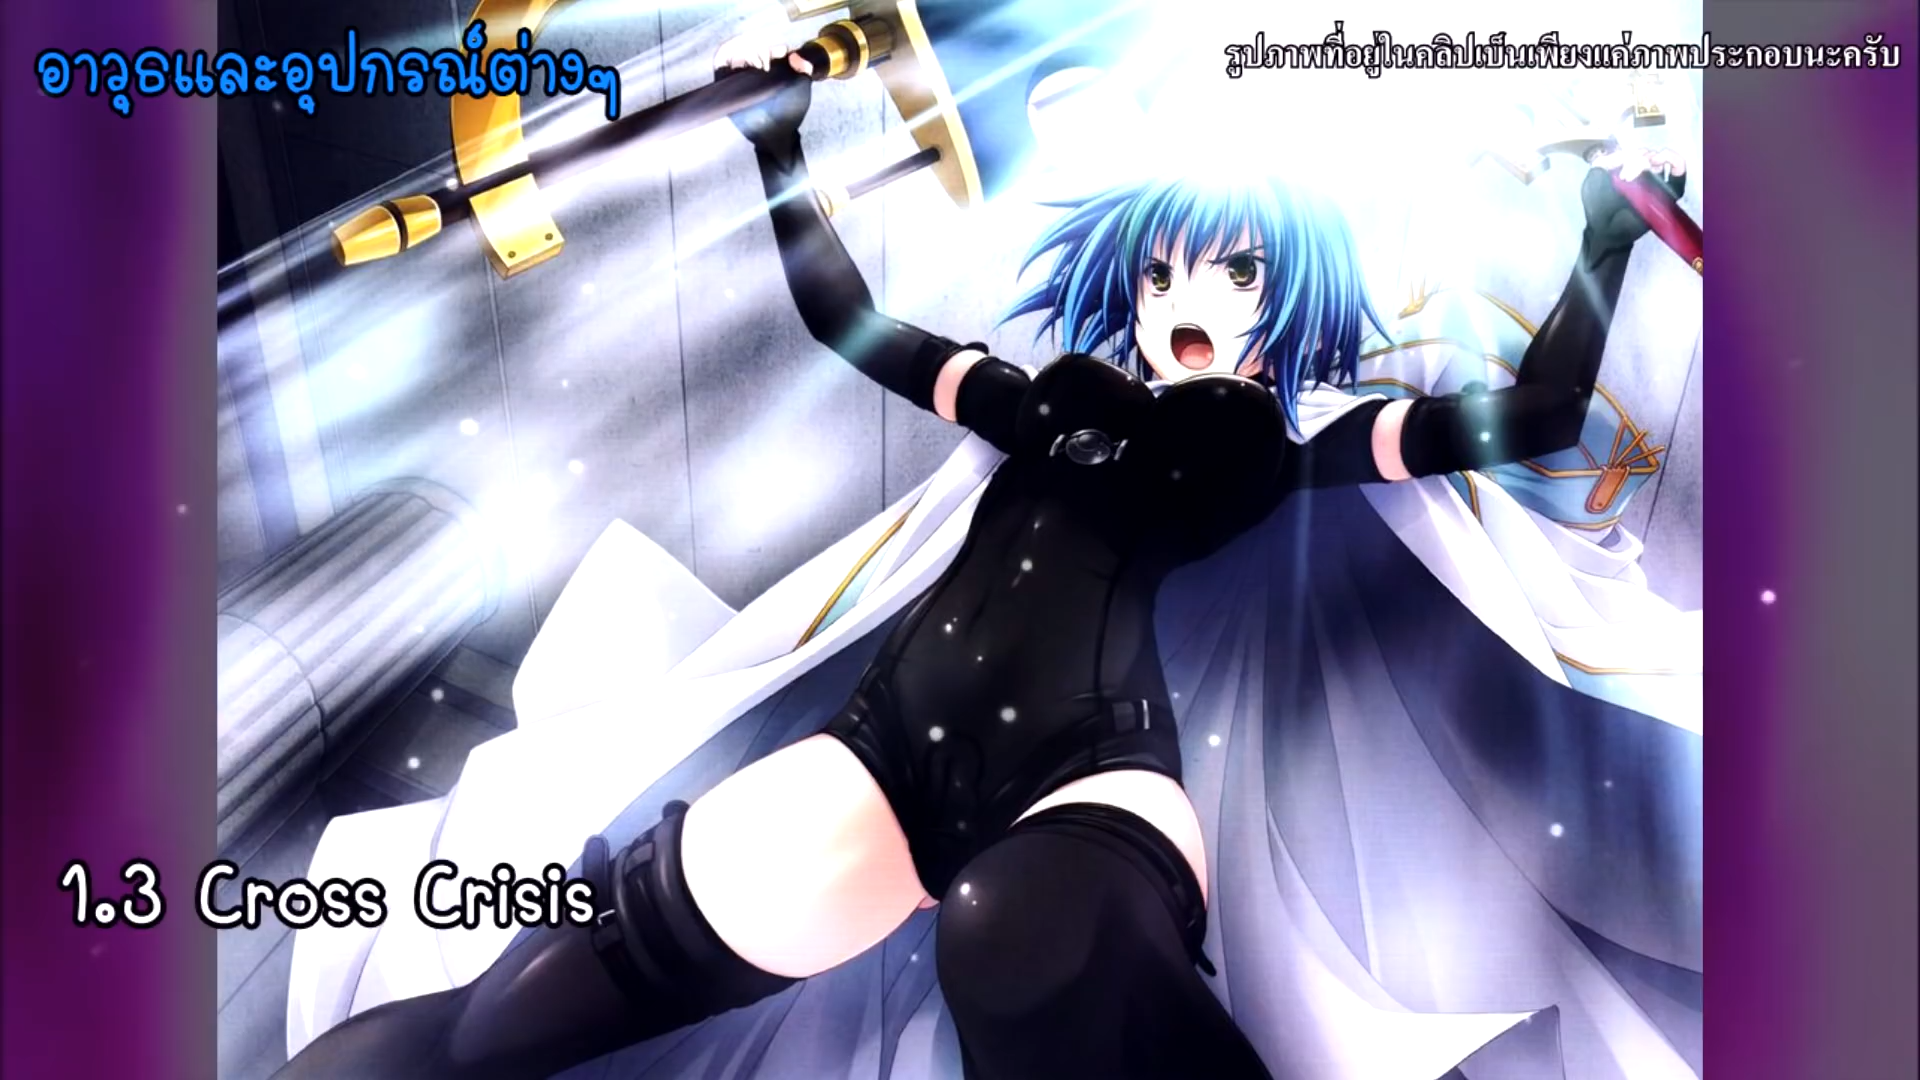 อาวุธและอุปกรณ์ต่างๆ
รูปภาพที่อยู่ในคลิปเป็นเพียงแค่ภาพประกอบนะครับ
1.3 Cross Crisis